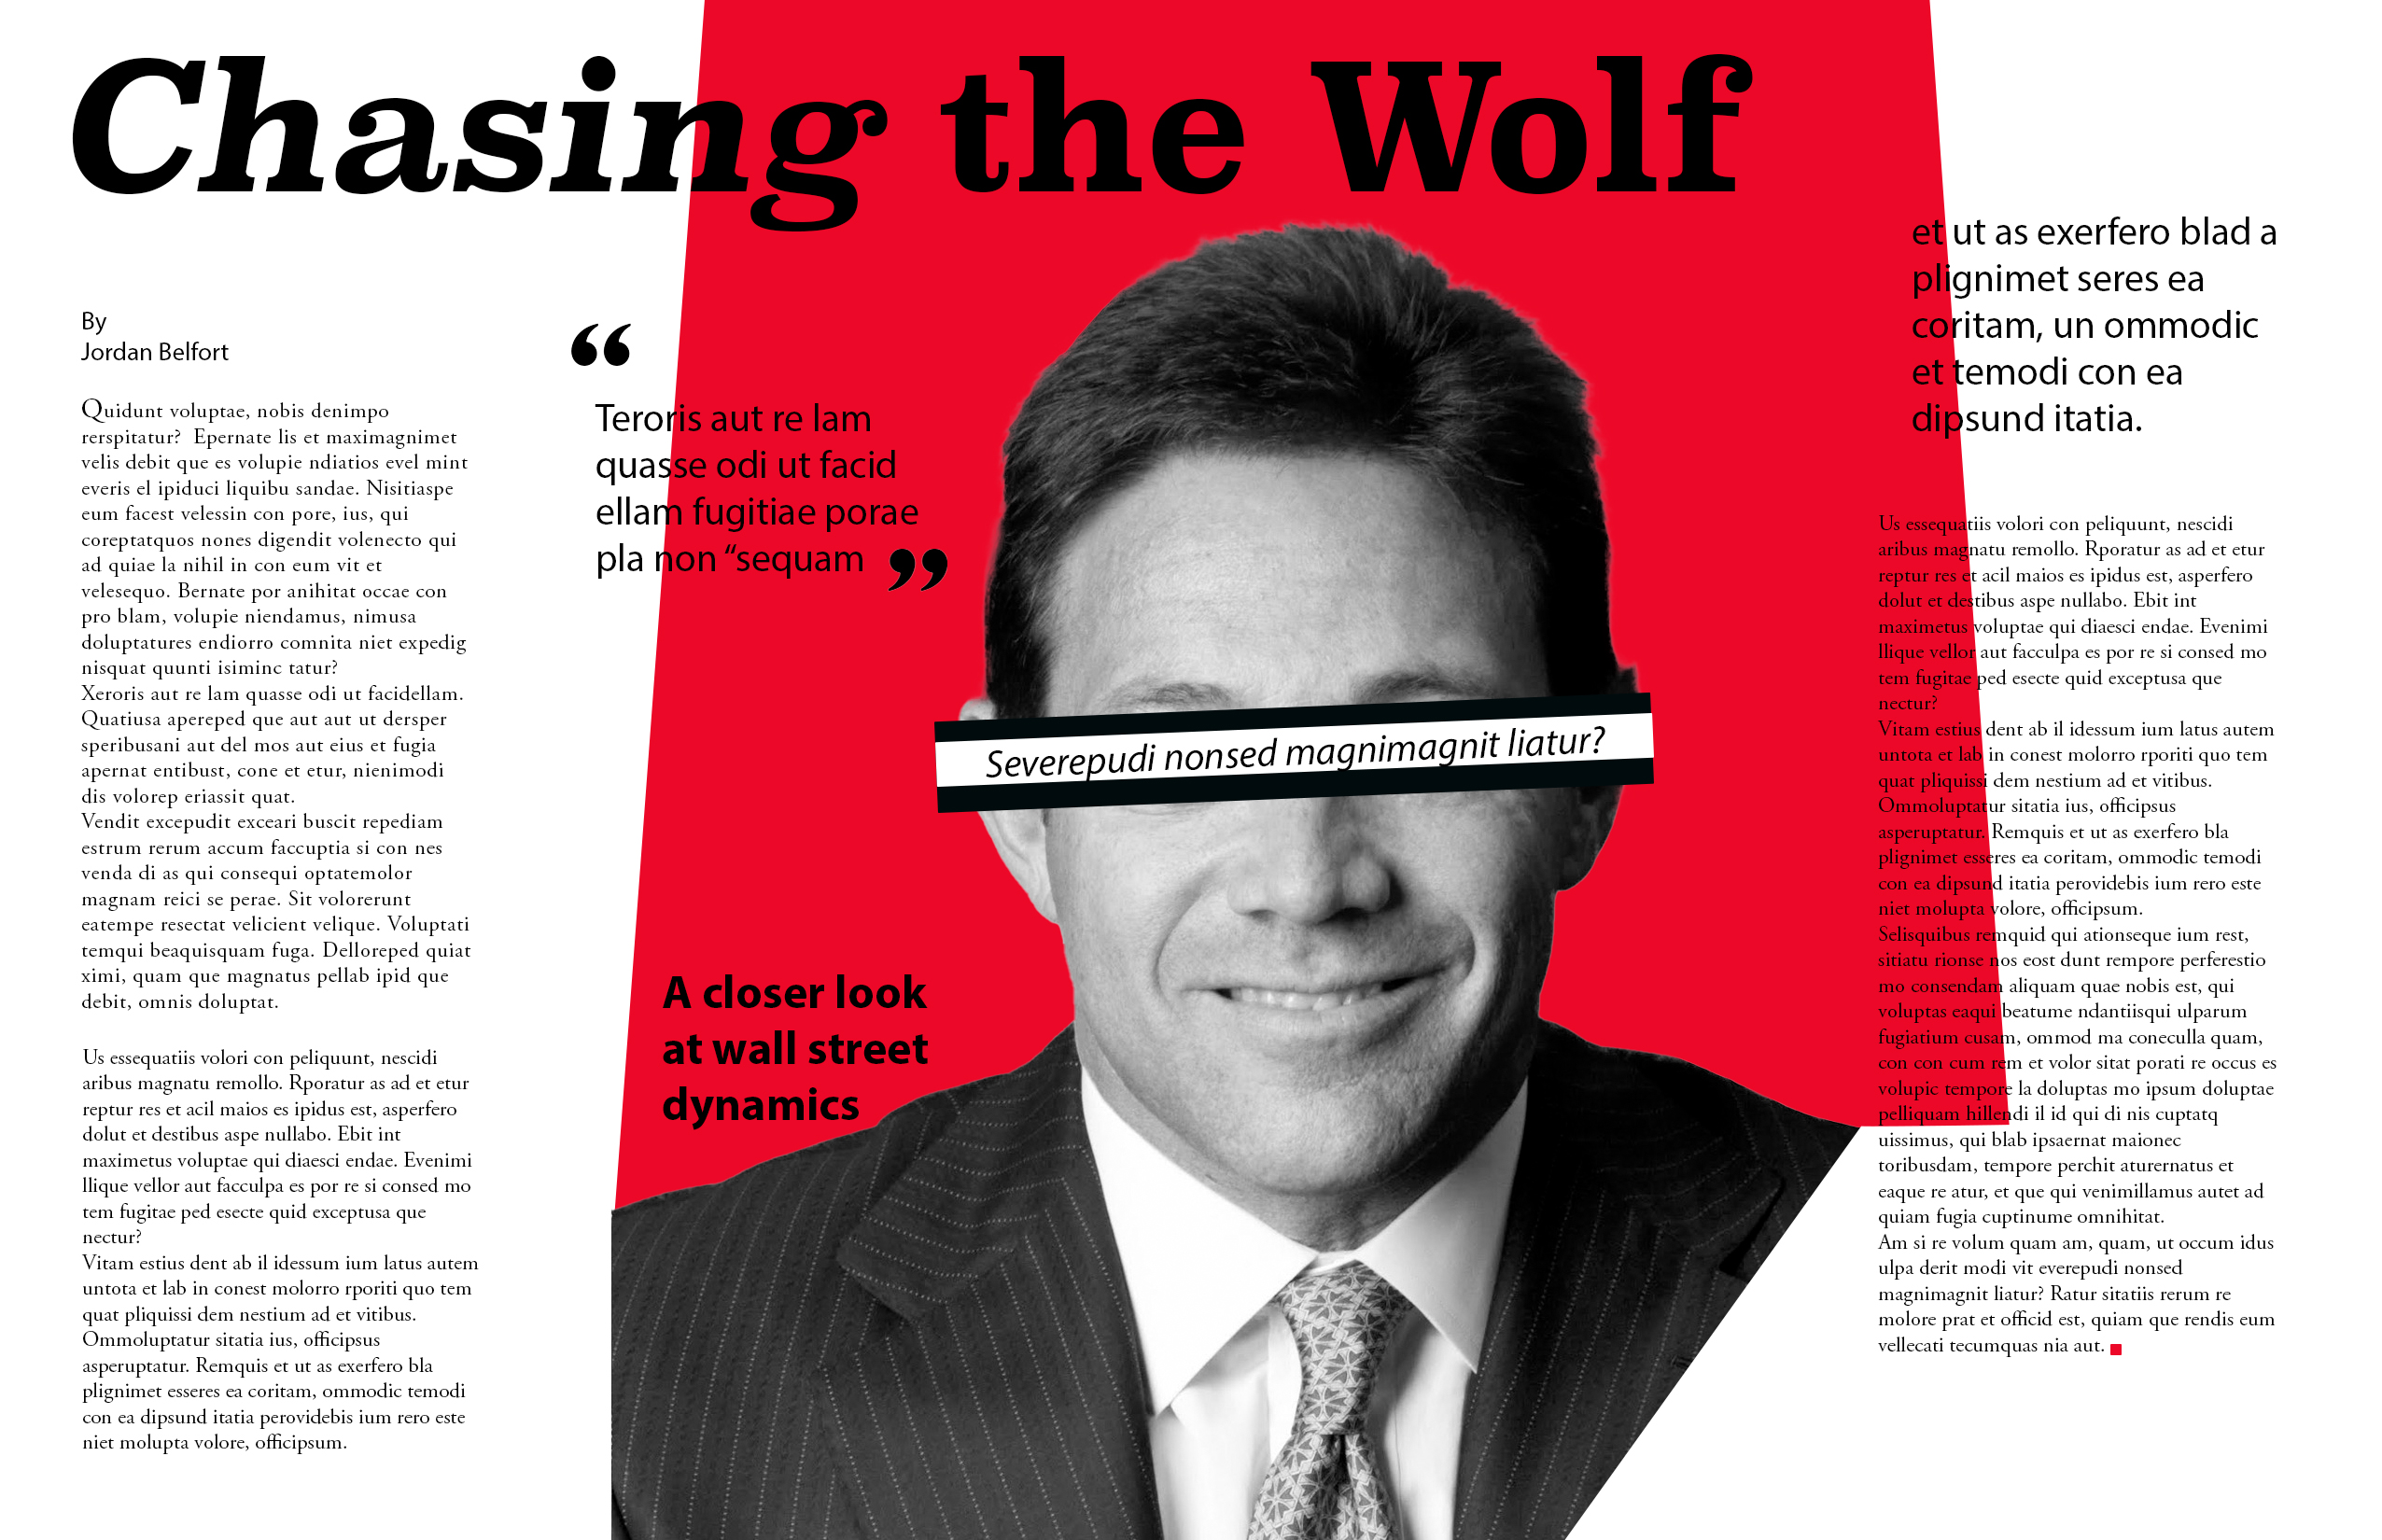 Chasing the Wolf
By
Jordan Belfort
Quidunt voluptae, nobis denimpo
rerspitatur?  Epernate lis et maximagnimet
velis debit que es volupie ndiatios evel mint
everis el ipiduci liquibu sandae. Nisitiaspe
eum facest velessin con pore, ius, qui
coreptatquos nones digendit volenecto qui
ad quiae la nihil in con eum vit et
velesequo. Bernate por anihitat occae con
pro blam, volupie niendamus, nimusa
doluptatures endiorro comnita niet expedig
nisquat quunti isiminc tatur?
Xeroris aut re lam quasse odi ut facidellam.
Quatiusa apereped que aut aut ut dersper
speribusani aut del mos aut eius et fugia
apernat entibust, cone et etur, nienimodi
dis volorep eriassit quat.
Vendit excepudit exceari buscit repediam
estrum rerum accum faccuptia si con nes
venda di as qui consequi optatemolor
magnam reici se perae. Sit volorerunt
eatempe resectat velicient velique. Voluptati
temqui beaquisquam fuga. Delloreped quiat
ximi, quam que magnatus pellab ipid que
debit, omnis doluptat.
Us essequatiis volori con peliquunt, nescidi
aribus magnatu remollo. Rporatur as ad et etur
reptur res et acil maios es ipidus est, asperfero
dolut et destibus aspe nullabo. Ebit int
maximetus voluptae qui diaesci endae. Evenimi
llique vellor aut facculpa es por re si consed mo
tem fugitae ped esecte quid exceptusa que
nectur?
Vitam estius dent ab il idessum ium latus autem
untota et lab in conest molorro rporiti quo tem
quat pliquissi dem nestium ad et vitibus.
Ommoluptatur sitatia ius, officipsus
asperuptatur. Remquis et ut as exerfero bla
plignimet esseres ea coritam, ommodic temodi
con ea dipsund itatia perovidebis ium rero este
niet molupta volore, officipsum.
“
Teroris aut re lam
quasse odi ut facid
ellam fugitiae porae
pla non “sequam ”
Severepudi nonsed magnimagnit liatur?
A closer look
at wall street
dynamics
et ut as exerfero blad a
plignimet seres ea
coritam, un ommodic
et temodi con ea
dipsund itatia.
Us essequatiis volori con peliquunt, nescidi
aribus magnatu remollo. Rporatur as ad et etur
reptur res et acil maios es ipidus est, asperfero
dolut et destibus aspe nullabo. Ebit int
maximetus voluptae qui diaesci endae. Evenimi
llique vellor aut facculpa es por re si consed mo
tem fugitae ped esecte quid exceptusa que
nectur?
Vitam estius dent ab il idessum ium latus autem
untota et lab in conest molorro rporiti quo tem
quat pliquissi dem nestium ad et vitibus.
Ommoluptatur sitatia ius, officipsus
asperuptatur. Remquis et ut as exerfero bla
plignimet esseres ea coritam, ommodic temodi
con ea dipsund itatia perovidebis ium rero este
niet molupta volore, officipsum.
Selisquibus remquid qui ationseque ium rest,
sitiatu rionse nos eost dunt rempore perferestio
mo consendam aliquam quae nobis est, qui
voluptas eaqui beatume ndantiisqui ulparum
fugiatium cusam, ommod ma coneculla quam,
con con cum rem et volor sitat porati re occus es
volupic tempore la doluptas mo ipsum doluptae
pelliquam hillendi il id qui di nis cuptatq
uissimus, qui blab ipsaernat maionec
toribusdam, tempore perchit aturernatus et
eaque re atur, et que qui venimillamus autet ad
quiam fugia cuptinume omnihitat.
Am si re volum quam am, quam, ut occum idus
ulpa derit modi vit everepudi nonsed
magnimagnit liatur? Ratur sitatiis rerum re
molore prat et officid est, quiam que rendis eum
vellecati tecumquas nia aut.